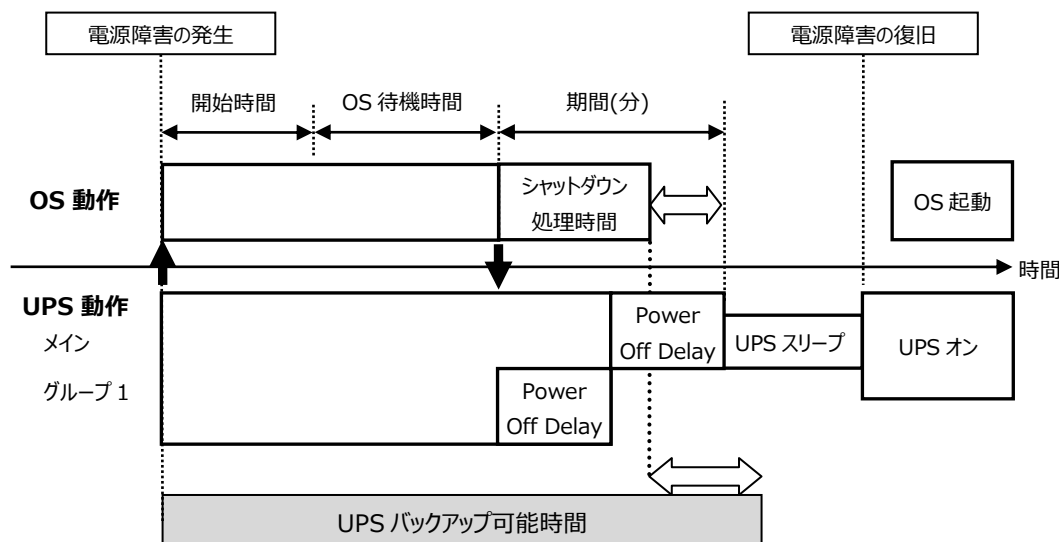 電源障害の発生
電源障害の復旧
開始時間
OS 待機時間
期間(分)
OS 動作
シャットダウン
処理時間
OS 起動
時間
UPS 動作
メイン
グループ 1
Power
Off Delay
UPS スリープ
UPS オン
Power
Off Delay
UPS バックアップ可能時間